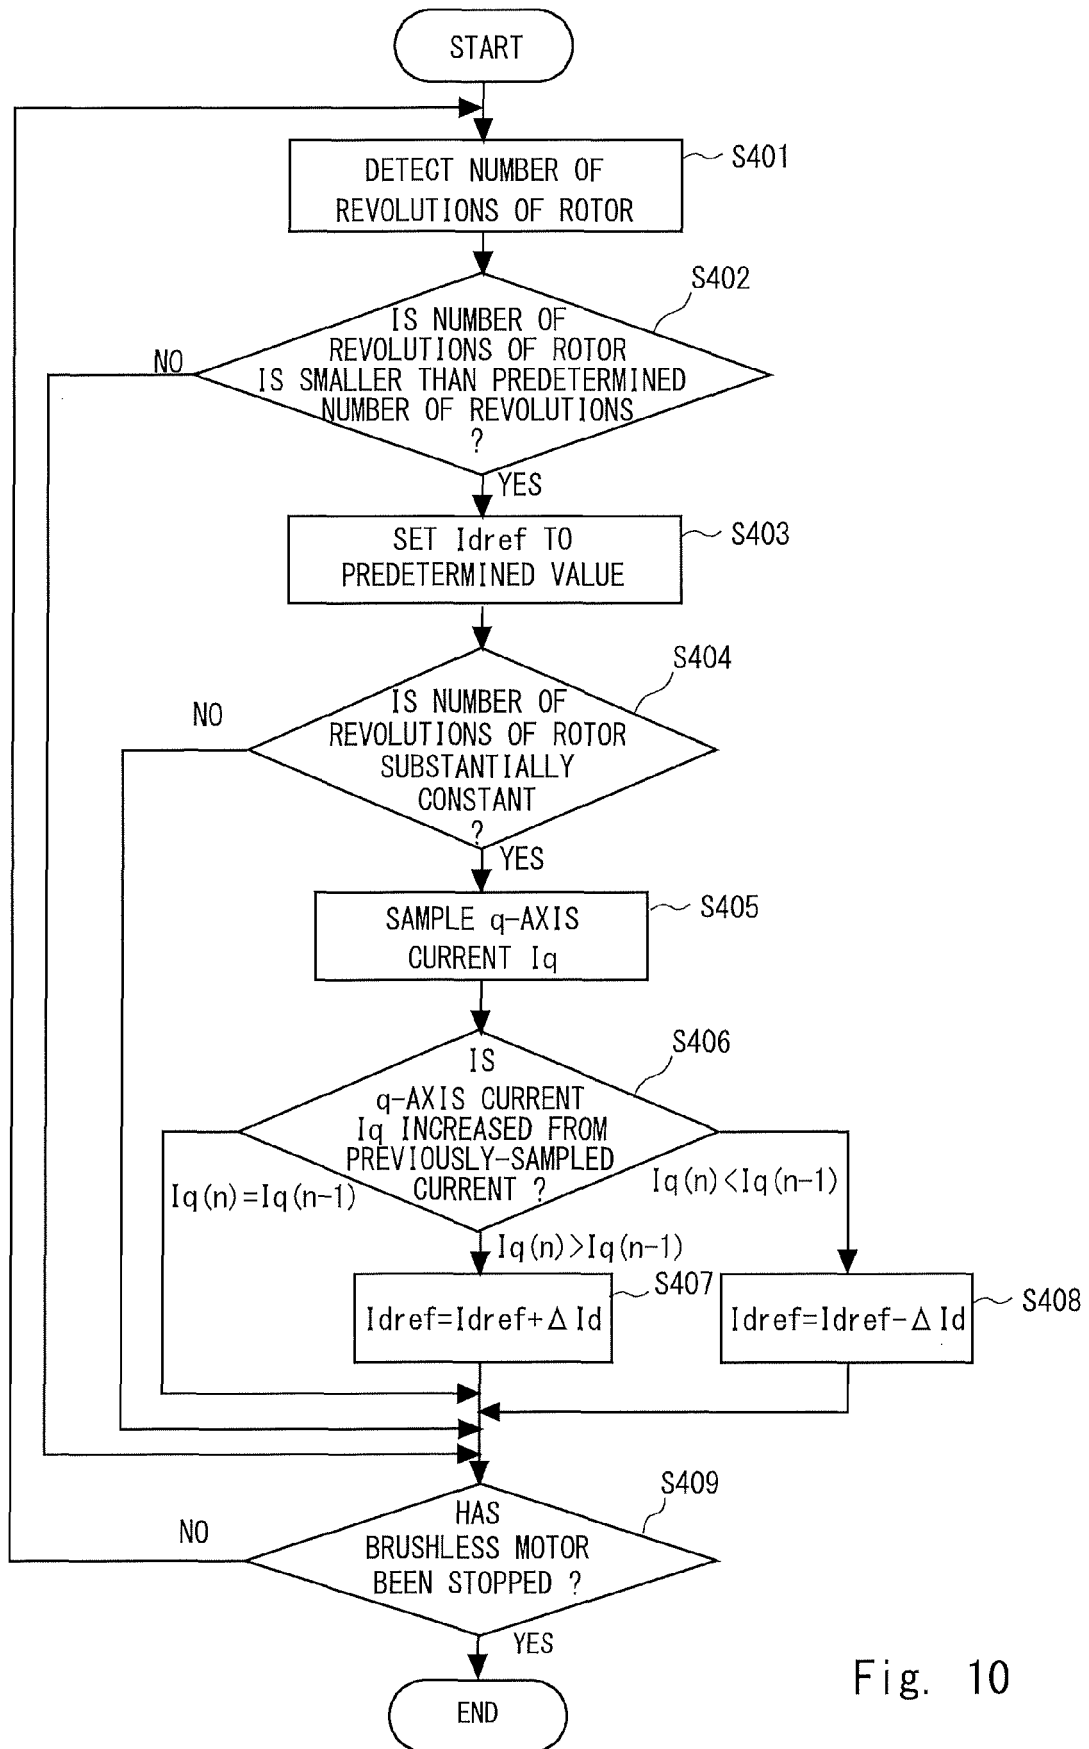 START
DETECT NUMBER OF
REVOLUTIONS OF ROTOR
S401
S402
IS NUMBER OF
REVOLUTIONS OF ROTOR
IS SMALLER THAN PREDETERMINED
NUMBER OF REVOLUTIONS
?
NO
YES
SET Idref TO
PREDETERMINED VALUE
S403
S404
IS NUMBER OF
REVOLUTIONS OF ROTOR
SUBSTANTIALLY
CONSTANT
?
NO
YES
SAMPLE q-AXIS
CURRENT Iq
S405
S406
IS
q-AXIS CURRENT
Iq INCREASED FROM
PREVIOUSLY-SAMPLED
CURRENT ?
Iq(n)=Iq(n-1)
Iq(n)<Iq(n-1)
Iq(n)>Iq(n-1)
S407
Idref=Idref+Δ Id
Idref=Idref-Δ Id
S408
S409
HAS
BRUSHLESS MOTOR
BEEN STOPPED ?
NO
YES
END
Fig. 10